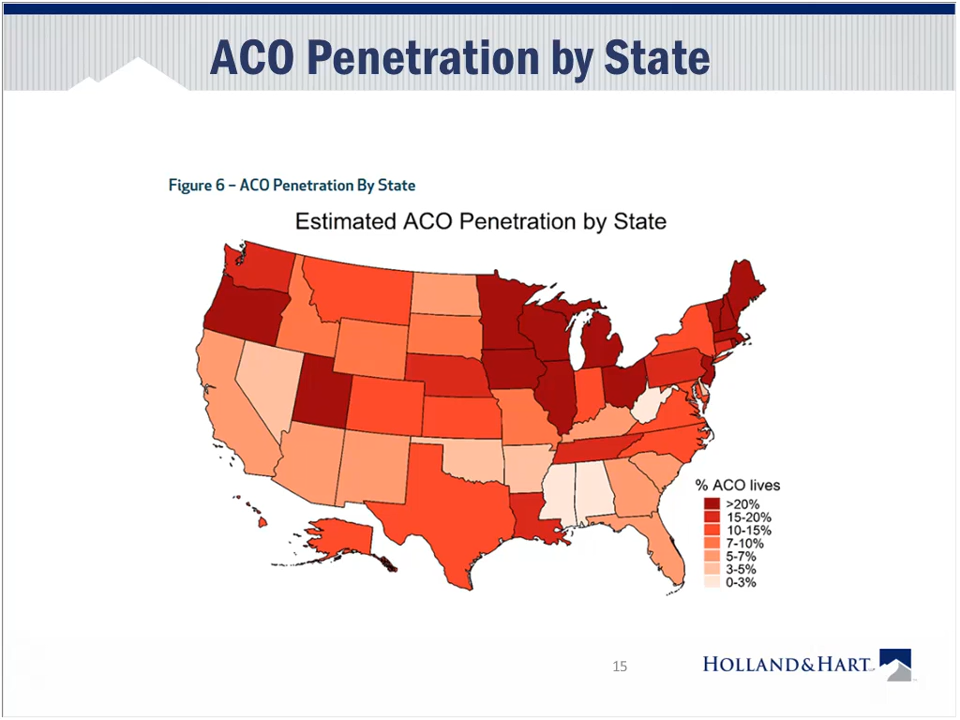 ACO Penetration by State
Figure 6 – ACO Penetration By State
Estimated ACO Penetration by State
% ACO lives
>20%
15-20%
10-15%
7-10%
5-7%
3-5%
0-3%
15
HOLLAND&HART